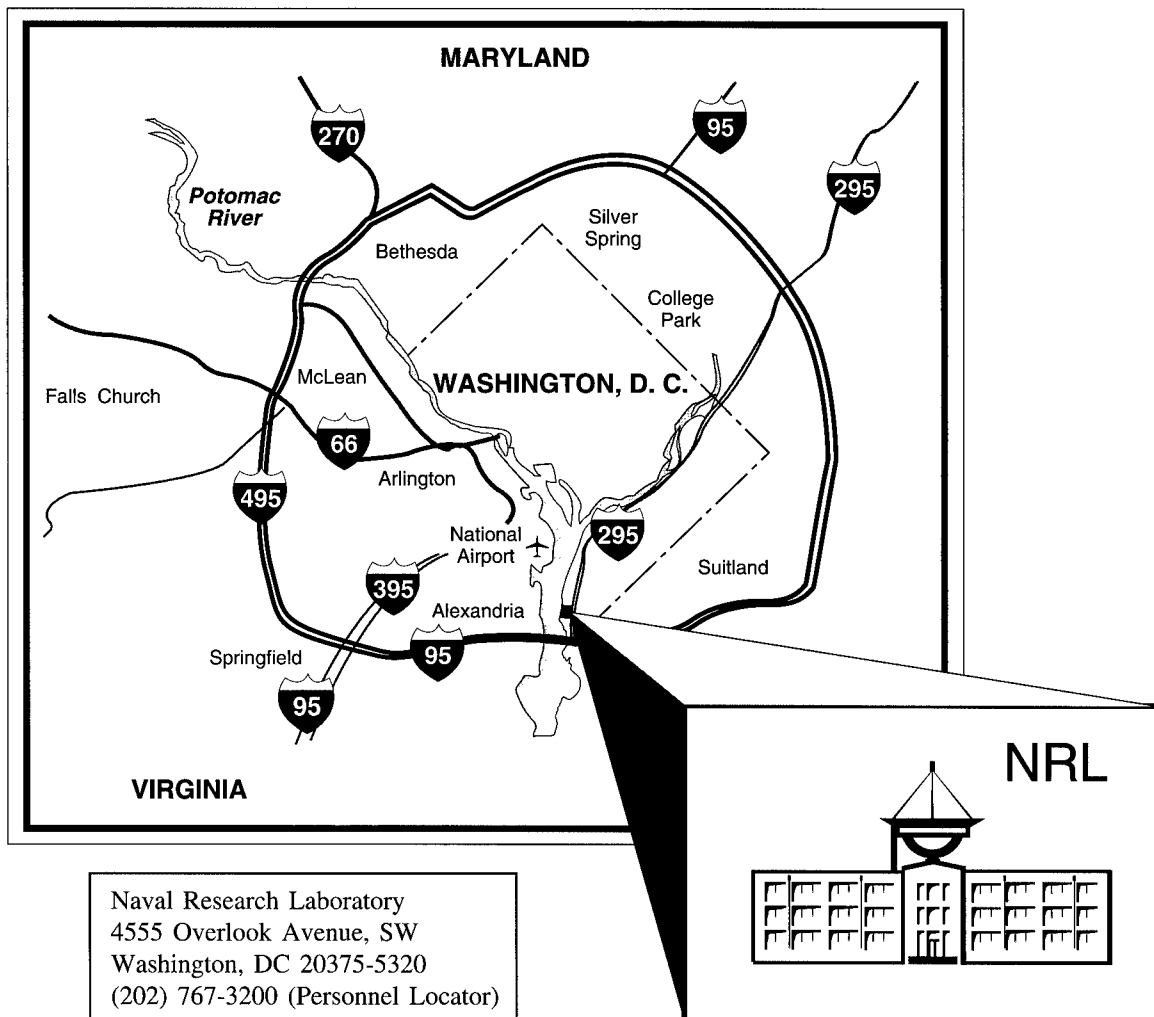 MARYLAND
270
95
295
Potomac
River
Silver
Spring
Bethesda
College
Park
McLean
WASHINGTON, D. C.
Falls Church
66
Arlington
495
National
Airport
295
Suitland
395
Alexandria
Springfield
95
95
VIRGINIA
NRL
Naval Research Laboratory
4555 Overlook Avenue, SW
Washington, DC 20375-5320
(202) 767-3200 (Personnel Locator)